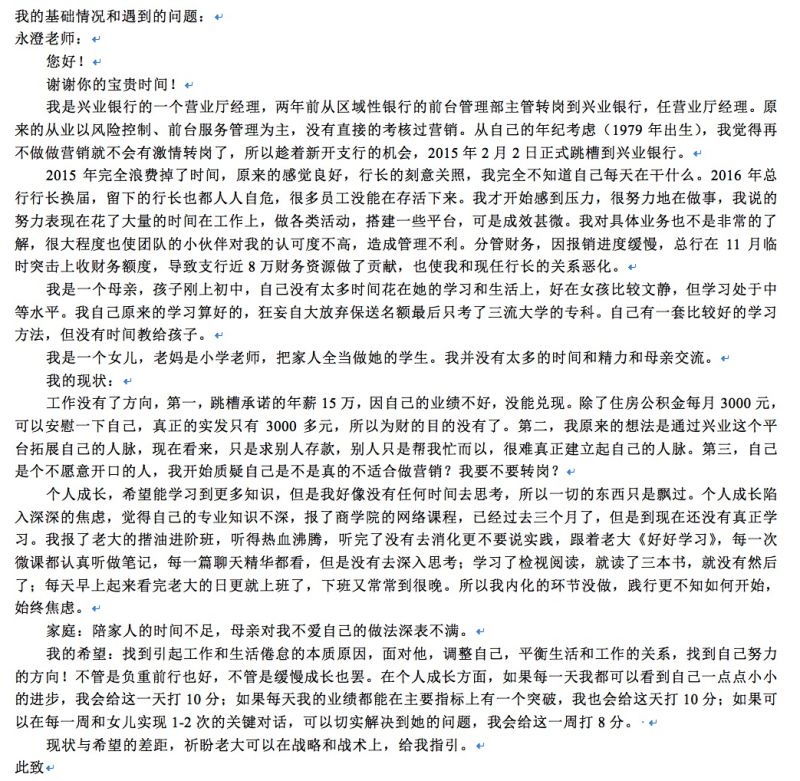 我的基础情况和遇到的问题：
永澄老师：
您好！
谢谢你的宝贵时间！
我是兴业银行的一个营业厅经理，两年前从区域性银行的前台管理部主管转岗到兴业银行，任营业厅经理。原
来的从业以风险控制、前台服务管理为主，没有直接的考核过营销。从自己的年纪考虑（1979 年出生），我觉得再
不做做营销就不会有激情转岗了，所以趁着新开支行的机会，2015 年 2 月 2 日正式跳槽到兴业银行。
2015 年完全浪费掉了时间，原来的感觉良好，行长的刻意关照，我完全不知道自己每天在干什么。2016 年总
行行长换届，留下的行长也都人人自危，很多员工没能在存活下来。我才开始感到压力，很努力地在做事，我说的
努力表现在花了大量的时间在工作上，做各类活动，搭建一些平台，可是成效甚微。我对具体业务也不是非常的了
解，很大程度也使团队的小伙伴对我的认可度不高，造成管理不利。分管财务，因报销进度缓慢，总行在 11 月临
时突击上收财务额度，导致支行近 8 万财务资源做了贡献，也使我和现任行长的关系恶化。
我是一个母亲，孩子刚上初中，自己没有太多时间花在她的学习和生活上，好在女孩比较文静，但学习处于中
等水平。我自己原来的学习算好的，狂妄自大放弃保送名额最后只考了三流大学的专科。自己有一套比较好的学习
方法，但没有时间教给孩子。
我是一个女儿，老妈是小学老师，把家人全当做她的学生。我并没有太多的时间和精力和母亲交流。
我的现状：
工作没有了方向，第一，跳槽承诺的年薪 15 万，因自己的业绩不好，没能兑现。除了住房公积金每月 3000 元，
可以安慰一下自己，真正的实发只有 3000 多元，所以为财的目的没有了。第二，我原来的想法是通过兴业这个平
台拓展自己的人脉，现在看来，只是求别人存款，别人只是帮我忙而以，很难真正建立起自己的人脉。第三，自己
是个不愿意开口的人，我开始质疑自己是不是真的不适合做营销？我要不要转岗？
个人成长，希望能学习到更多知识，但是我好像没有任何时间去思考，所以一切的东西只是飘过。个人成长陷
入深深的焦虑，觉得自己的专业知识不深，报了商学院的网络课程，已经过去三个月了，但是到现在还没有真正学
习。我报了老大的揩油进阶班，听得热血沸腾，听完了没有去消化更不要说实践，跟着老大《好好学习》，每一次
微课都认真听做笔记，每一篇聊天精华都看，但是没有去深入思考；学习了检视阅读，就读了三本书，就没有然后
了；每天早上起来看完老大的日更就上班了，下班又常常到很晚。所以我内化的环节没做，践行更不知如何开始，
始终焦虑。
家庭：陪家人的时间不足，母亲对我不爱自己的做法深表不满。
我的希望：找到引起工作和生活倦怠的本质原因，面对他，调整自己，平衡生活和工作的关系，找到自己努力
的方向！不管是负重前行也好，不管是缓慢成长也罢。在个人成长方面，如果每一天我都可以看到自己一点点小小
的进步，我会给这一天打 10 分；如果每天我的业绩都能在主要指标上有一个突破，我也会给这天打 10 分；如果可
以在每一周和女儿实现 1-2 次的关键对话，可以切实解决到她的问题，我会给这一周打 8 分。
现状与希望的差距，祈盼老大可以在战略和战术上，给我指引。
此致